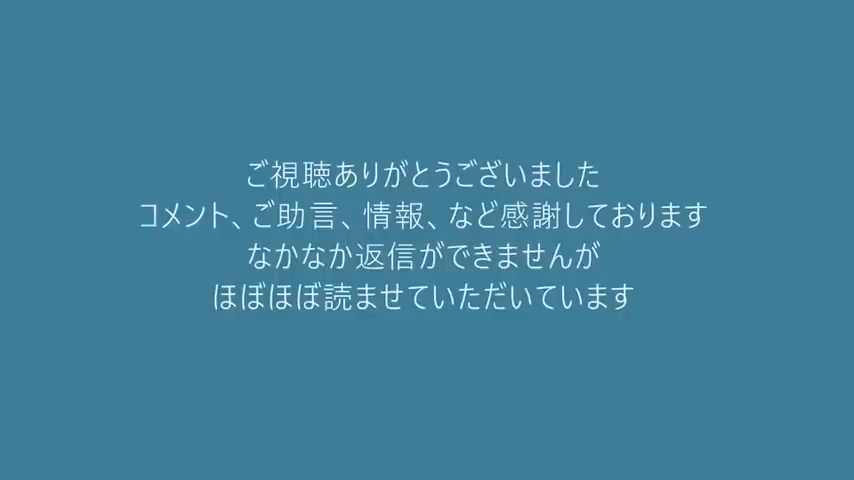 ご視聴ありがとうございました
コメント、ご助言、情報、など感謝しております
なかなか返信ができませんが
ほぼほぼ読ませていただいています